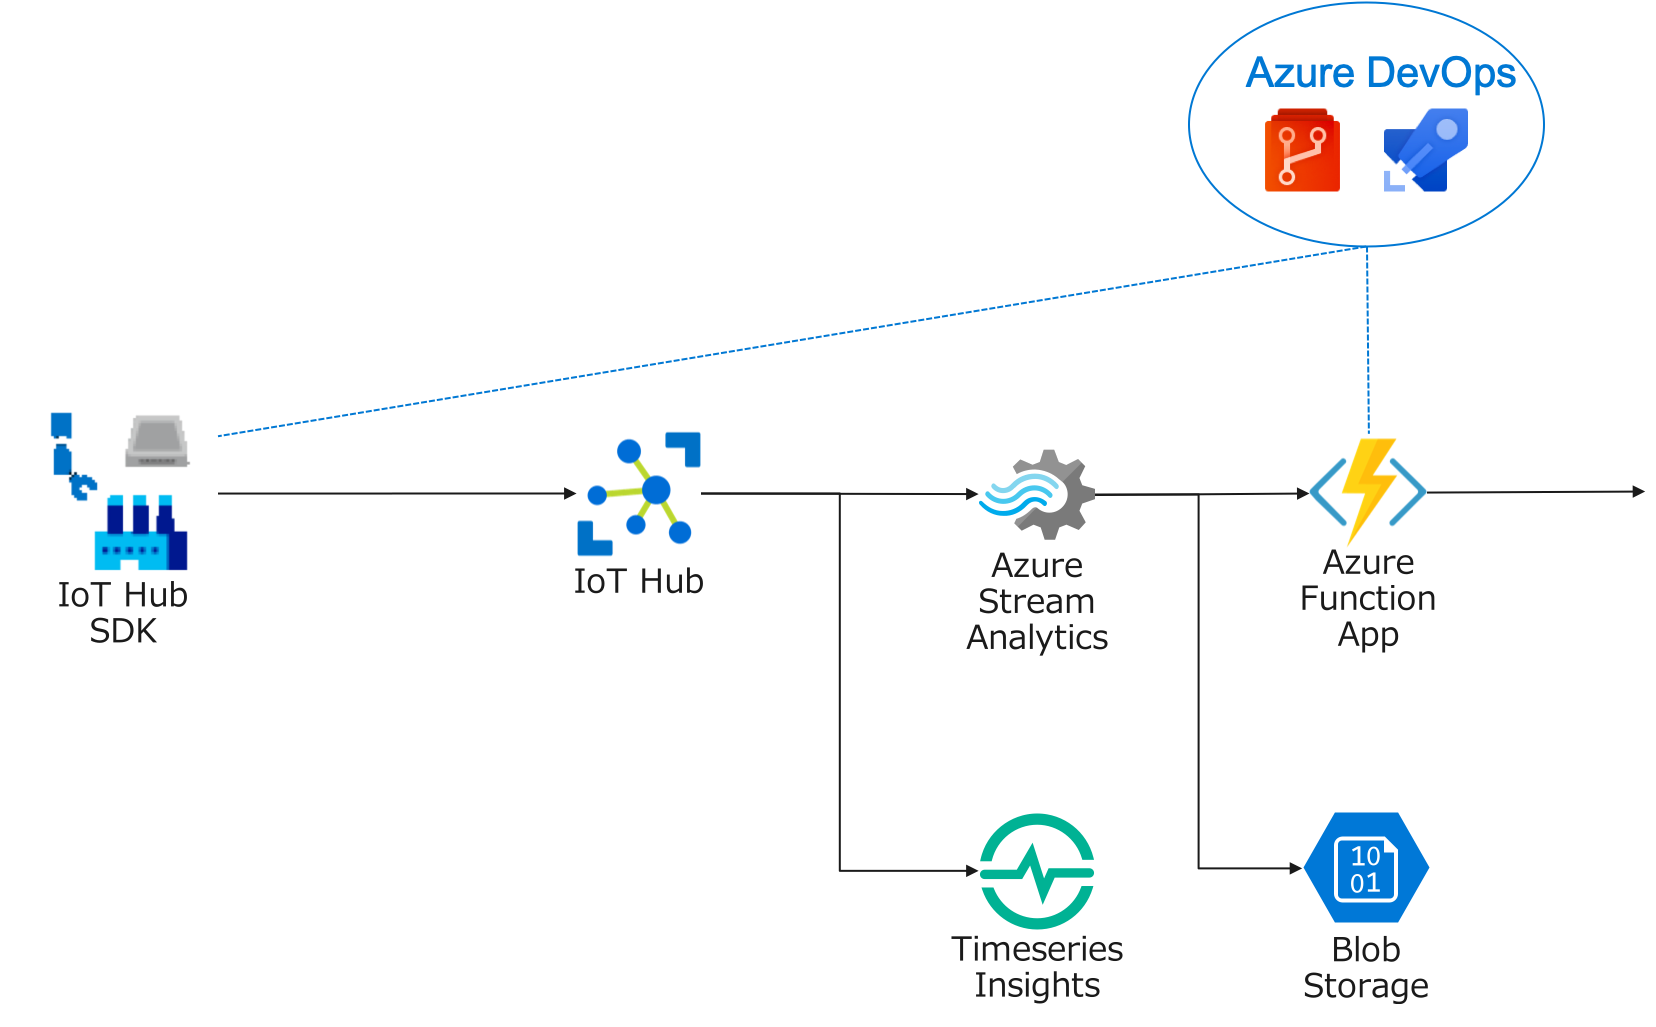 Azure DevOps
IoT Hub
SDK
IoT Hub
Azure
Stream
Analytics
Azure
Function
App
Timeseries
Insights
10
01
Blob
Storage